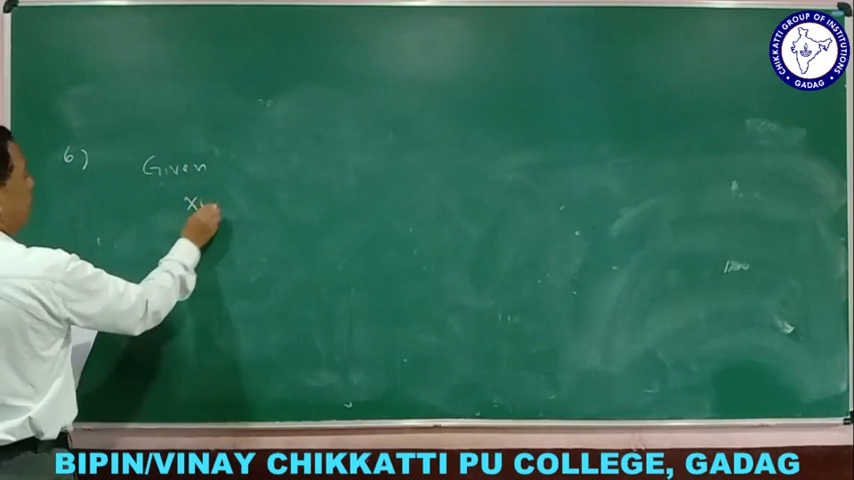 CHIKKATTI GROUP OF INSTITUTIONS,
GADAG
6) Given
x
BIPIN/VINAY CHIKKATTI PU COLLEGE, GADAG